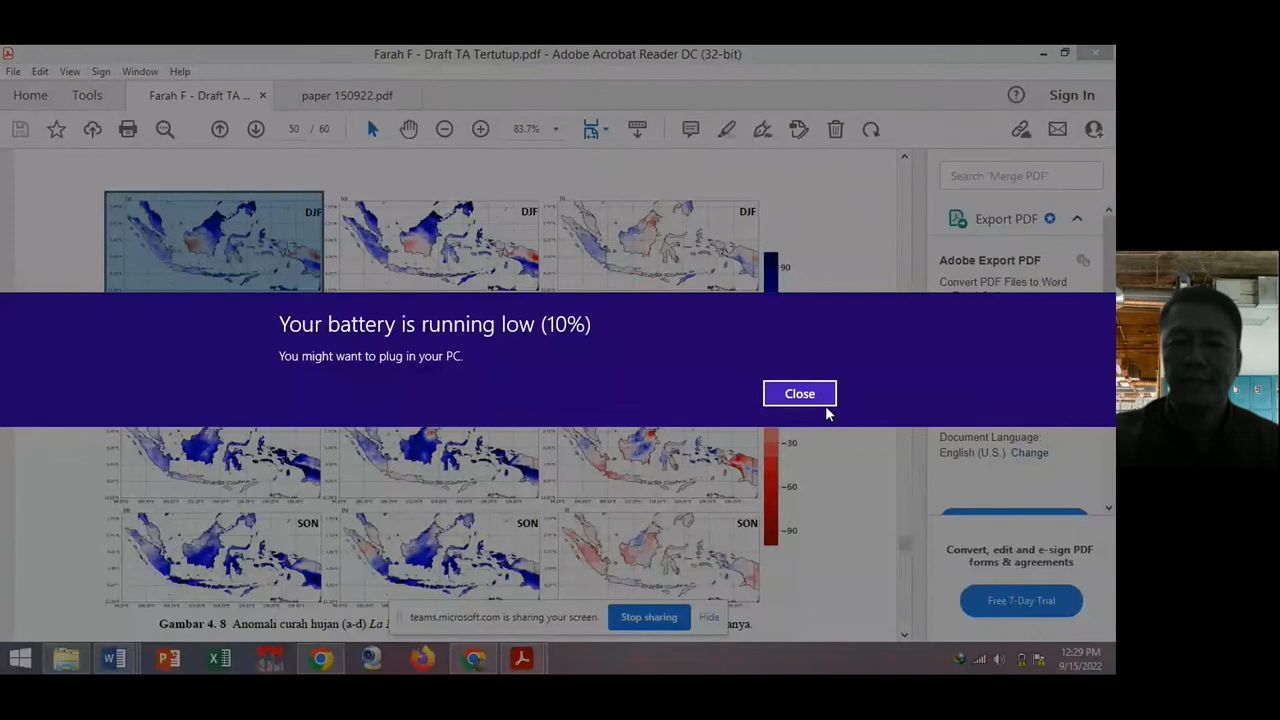 Farah F - Draft TA Tertutup.pdf - Adobe Acrobat Reader DC (32-bit)
File Edit View Sign Window Help
Home Tools Farah F - Draft TA ... × paper 150922.pdf Sign In
50 / 60 83.7%
Search 'Merge PDF'
DJF DJF DJF
Export PDF
Adobe Export PDF
90
Convert PDF Files to Word
Your battery is running low (10%)
You might want to plug in your PC.
Close
Document Language:
English (U.S.) Change
−30
−60
SON SON SON
−90
Convert, edit and e-sign PDF
forms & agreements
Free 7-Day Trial
teams.microsoft.com is sharing your screen. Stop sharing Hide
Gambar 4. 8 Anomali curah hujan (a-d) La
12:29 PM
9/15/2022